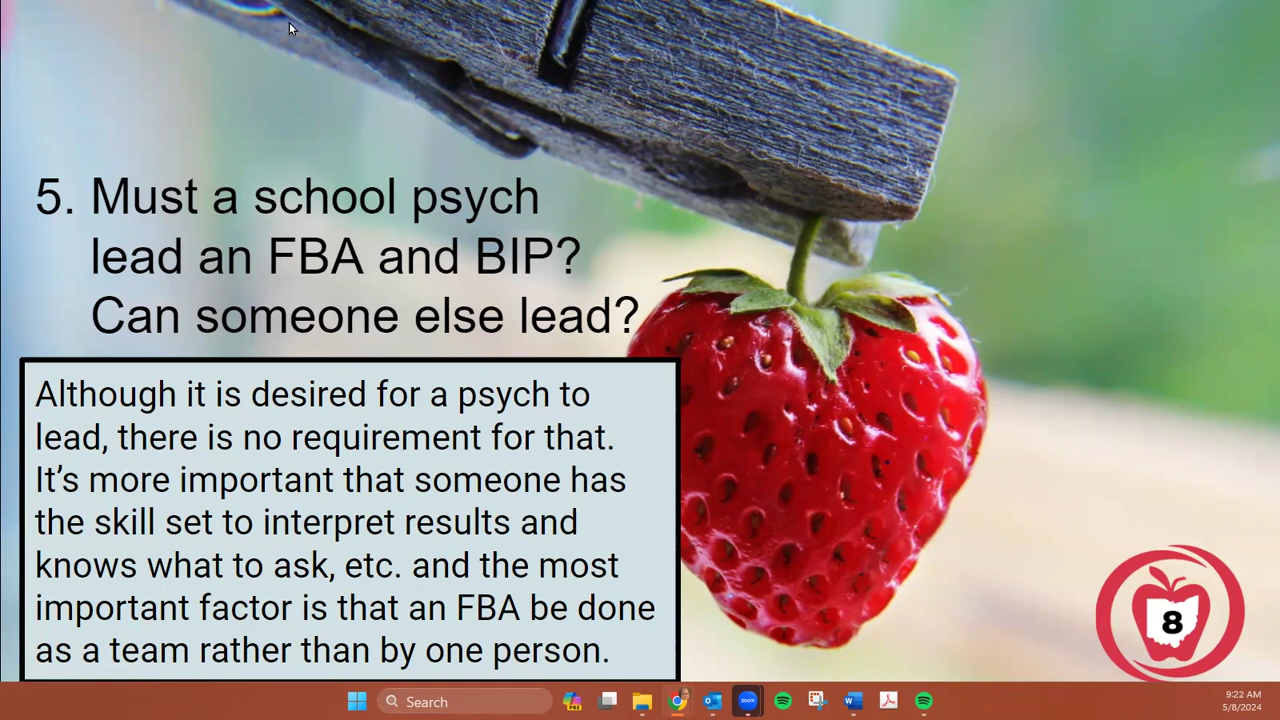 5. Must a school psych
lead an FBA and BIP?
Can someone else lead?
Although it is desired for a psych to
lead, there is no requirement for that.
It’s more important that someone has
the skill set to interpret results and
knows what to ask, etc. and the most
important factor is that an FBA be done
as a team rather than by one person.
8
Search
PRE
zoom
9:22 AM
5/8/2024